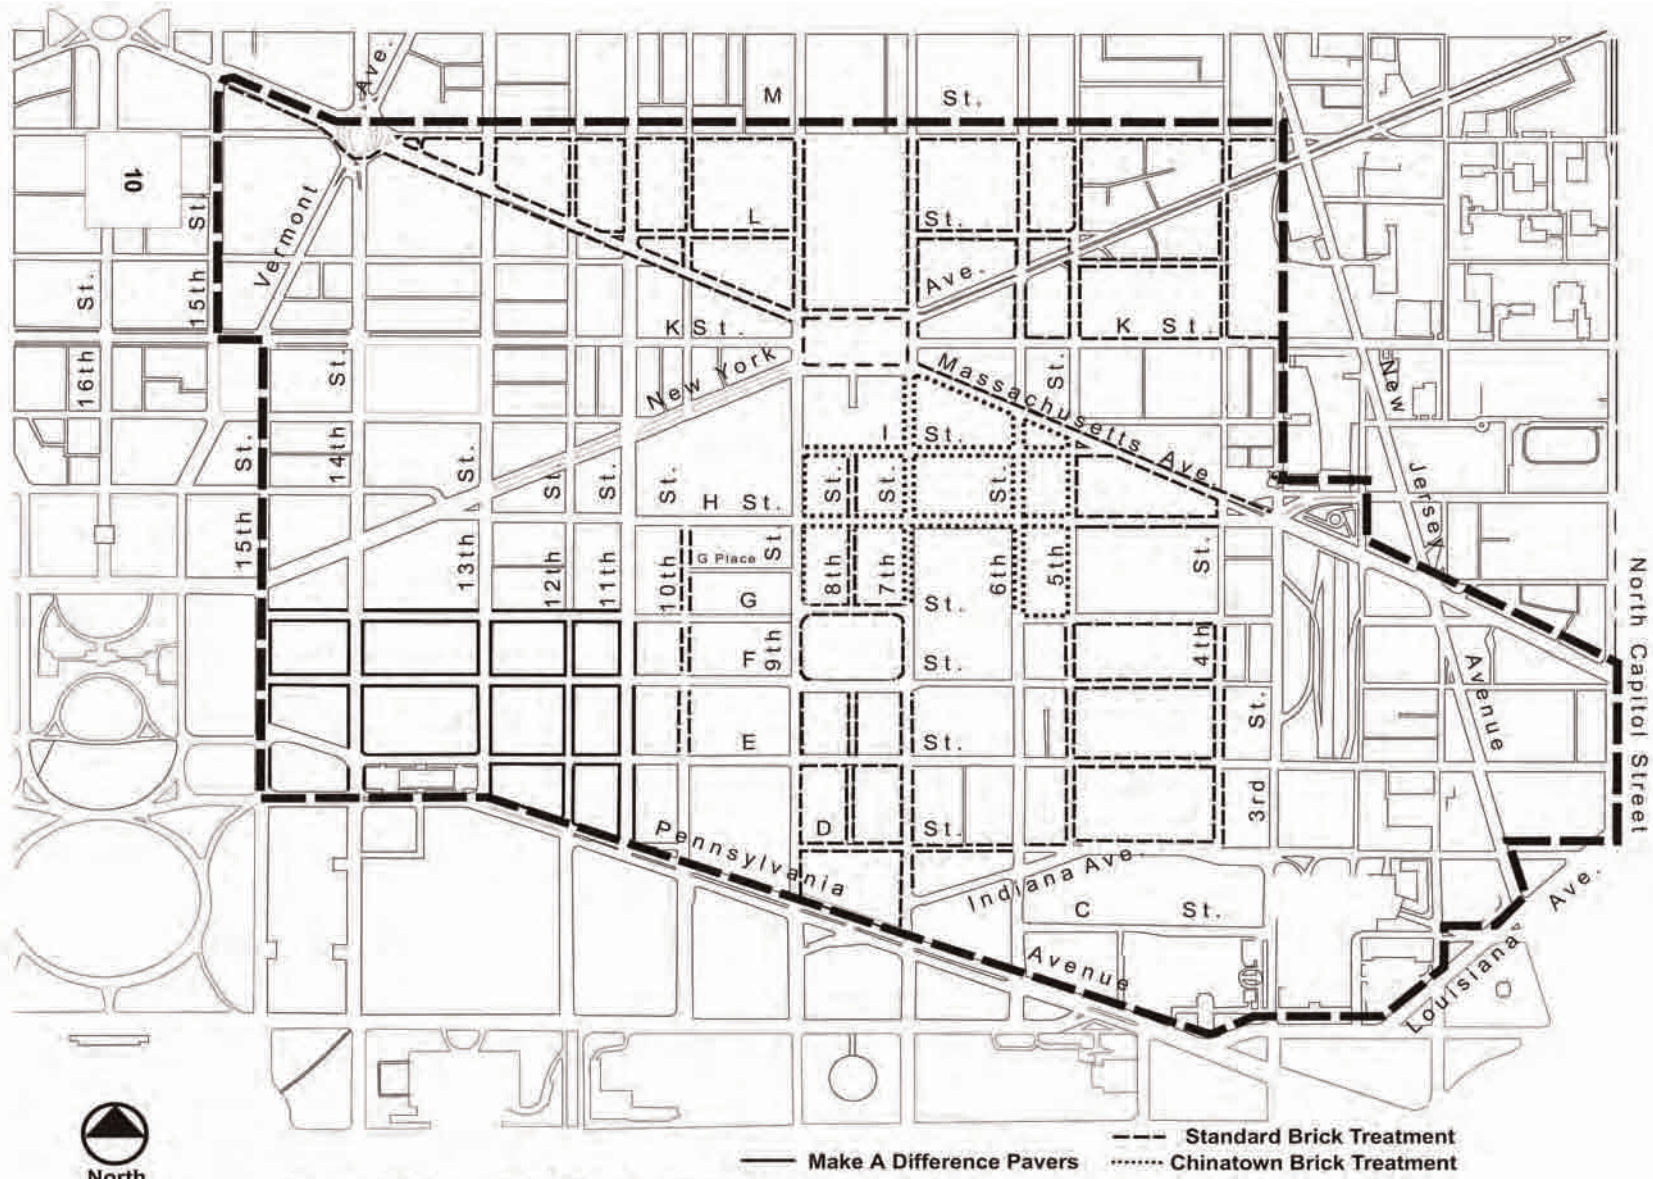 Ave.
M St.
10
15th St.
Vermont
L St.
16th St.
K St.
Ave.
K St.
New York
14th St.
Massachusetts Ave.
St.
New Jersey Avenue
I St.
15th St.
13th St.
12th St.
11th St.
10th St.
H St.
8th St.
7th St.
6th St.
5th
4th St.
G Place
9th St.
G St.
F St.
E St.
3rd St.
North Capitol Street
D St.
Pennsylvania Avenue
Indiana Ave.
C St.
Louisiana Ave.
North
Standard Brick Treatment
Make A Difference Pavers
Chinatown Brick Treatment